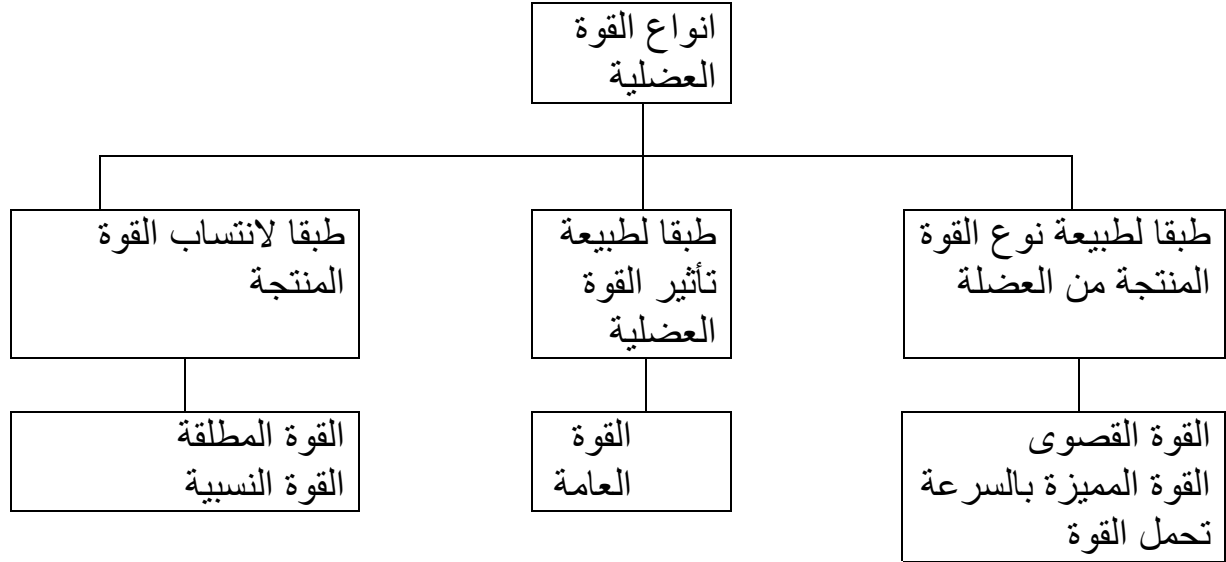 انواع القوة
العضلية
طبقا لطبيعة نوع القوة
المنتجة من العضلة
طبقا لطبيعة
تأثير القوة
العضلية
طبقا لانتساب القوة
المنتجة
القوة القصوى
القوة المميزة بالسرعة
تحمل القوة
القوة
العامة
القوة المطلقة
القوة النسبية